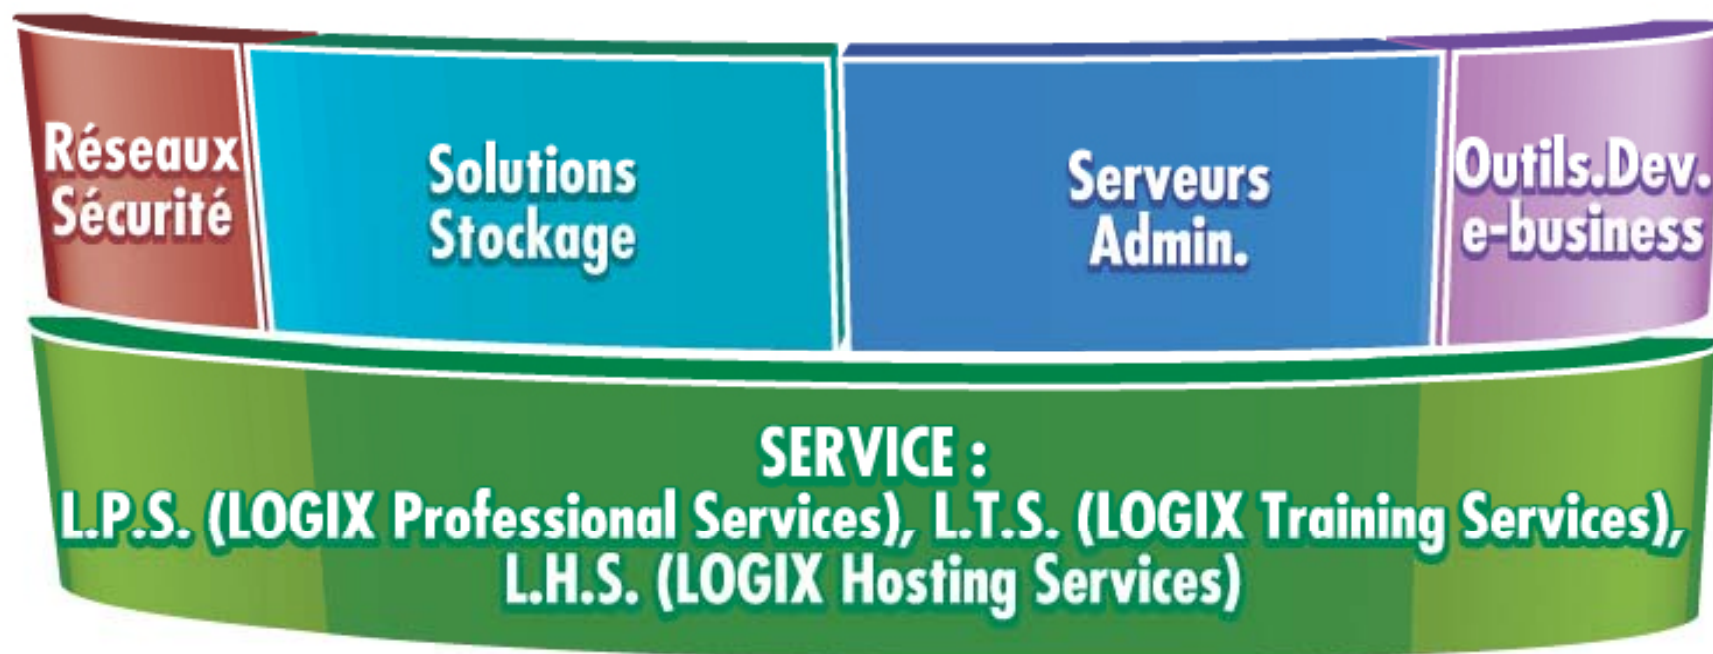 Réseaux
Sécurité
Solutions
Stockage
Serveurs
Admin.
Outils.Dev.
e-business
SERVICE :
L.P.S. (LOGIX Professional Services), L.T.S. (LOGIX Training Services),
L.H.S. (LOGIX Hosting Services)